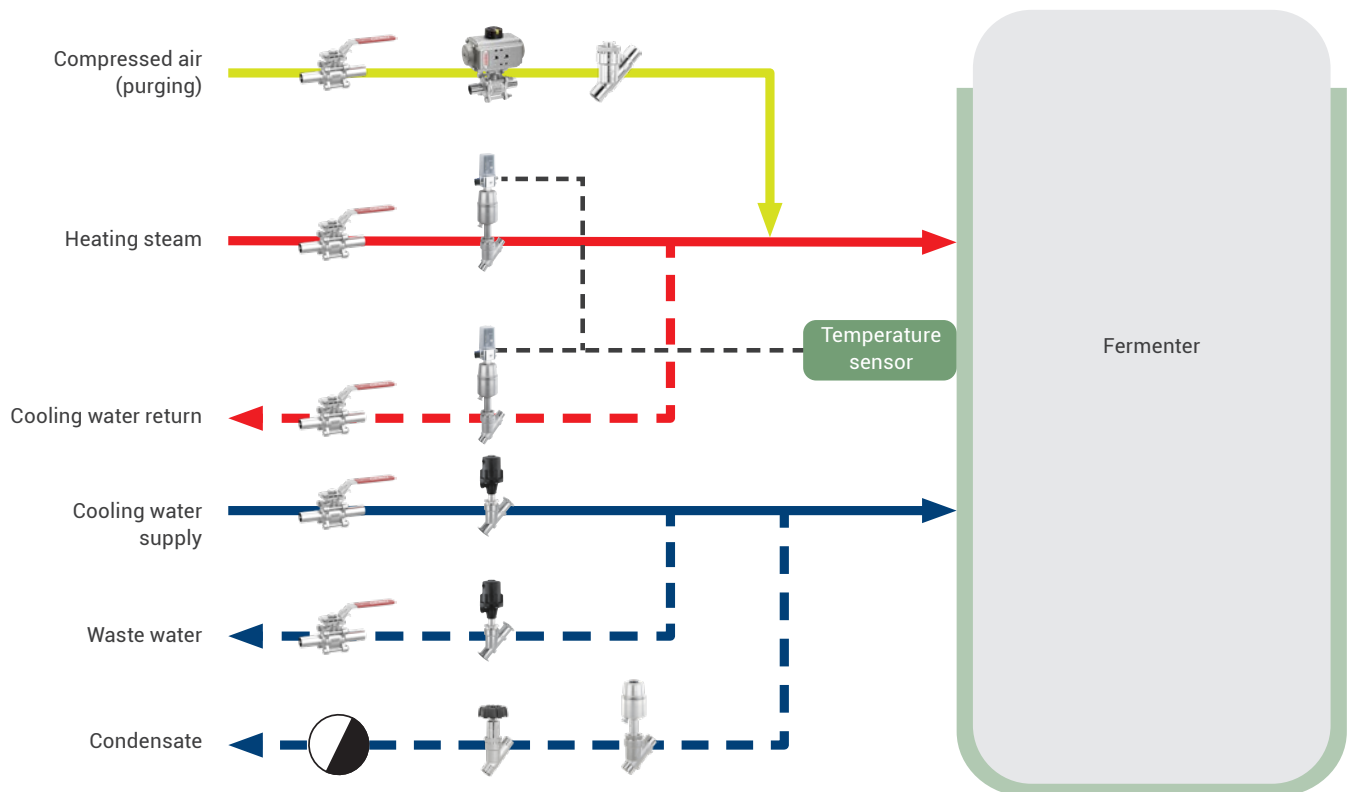 Compressed air
(purging)
Heating steam
Temperature
sensor
Fermenter
Cooling water return
Cooling water
supply
Waste water
Condensate